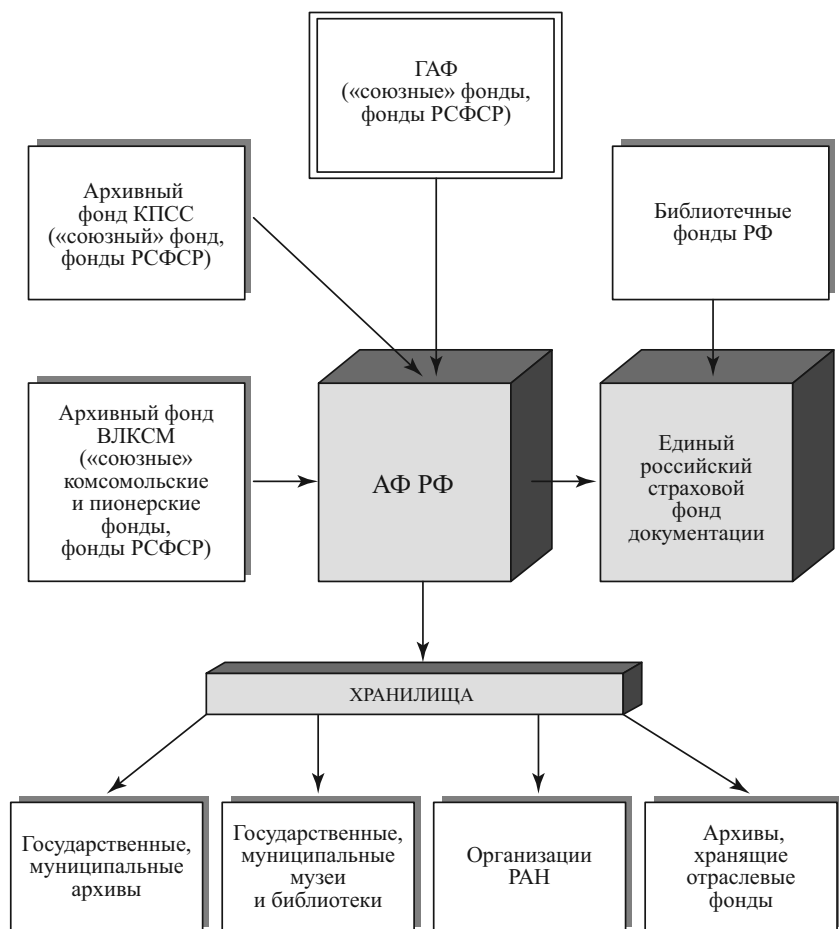 ГАФ
(«союзные» фонды,
фонды РСФСР)
Архивный
фонд КПСС
(«союзный» фонд,
фонды РСФСР)
Библиотечные
фонды РФ
Архивный фонд
ВЛКСМ
(«союзные»
комсомольские
и пионерские
фонды,
фонды РСФСР)
АФ РФ
Единый
российский
страховой
фонд
документации
ХРАНИЛИЩА
Государственные,
муниципальные
архивы
Государственные,
муниципальные
музеи
и библиотеки
Организации
РАН
Архивы,
хранящие
отраслевые
фонды